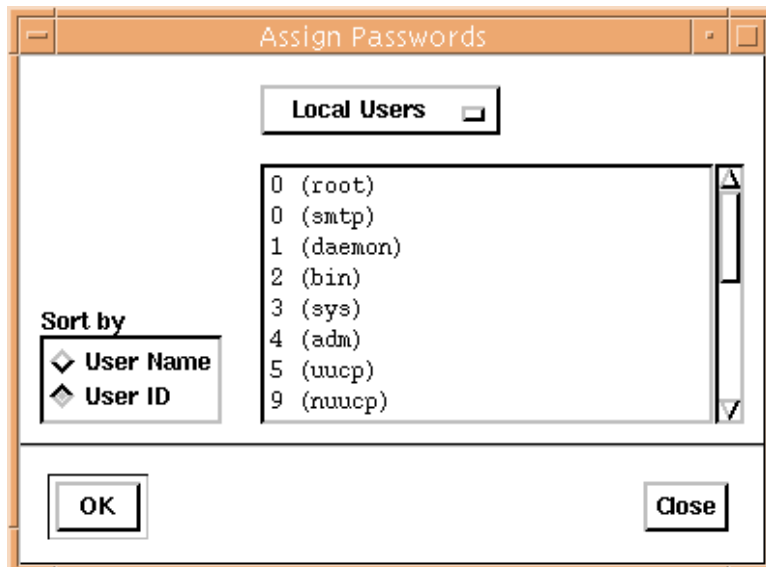 Assign Passwords
Local Users
0 (root)
0 (smtp)
1 (daemon)
2 (bin)
3 (sys)
4 (adm)
5 (uucp)
9 (nuucp)
Sort by
User Name
User ID
OK
Close